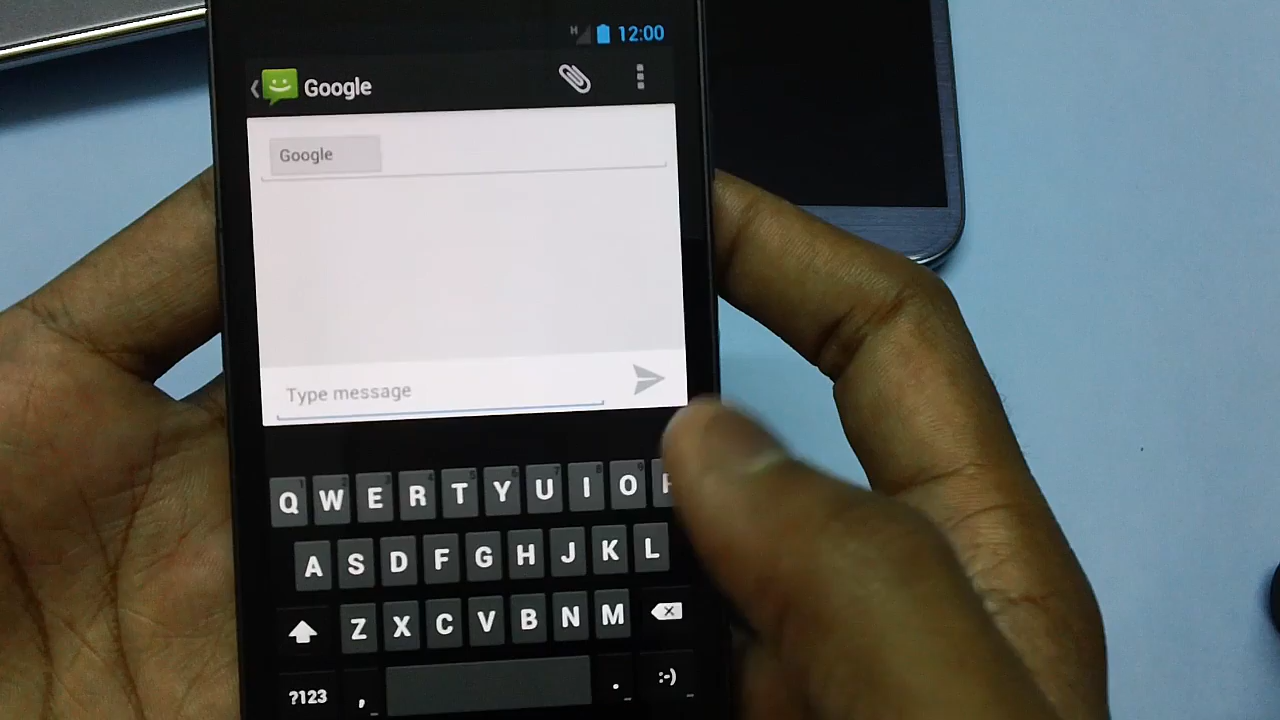 H 12:00
Google
Google
Type message
Q W E R T Y U I O P
A S D F G H J K L
Z X C V B N M
?123 , . :-)